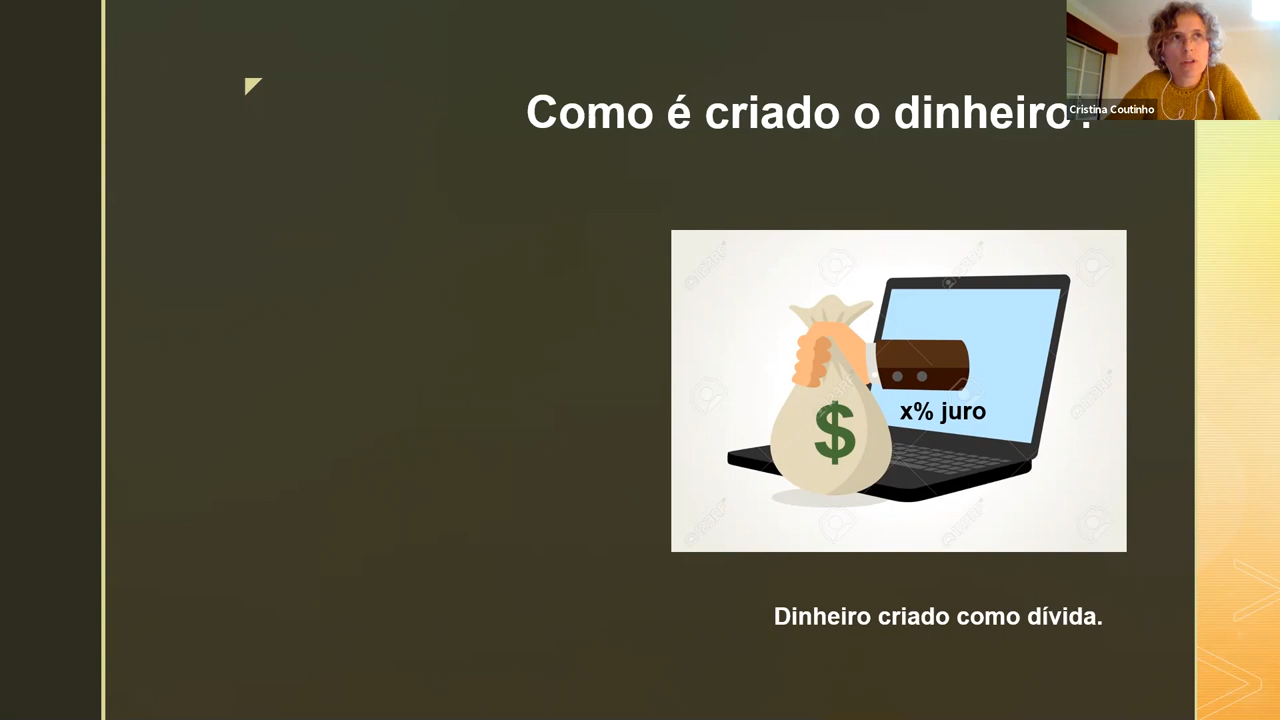 Como é criado o dinheiro?
Cristina Coutinho
$
x% juro
Dinheiro criado como dívida.